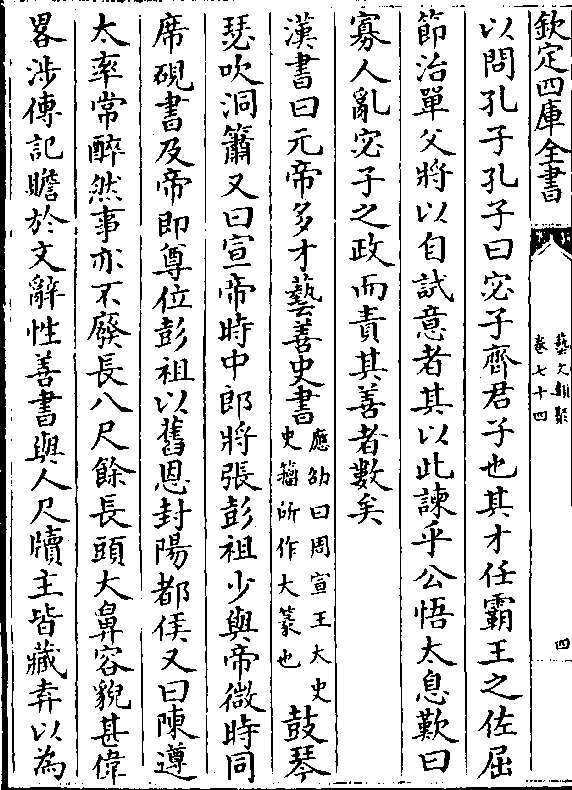 欽定四庫全書
藝文類聚
卷七十四
四
以問孔子孔子曰宓子齊君子也其才任霸王之佐屈
節治單父將以自試意者其以此諫乎公悟太息歎曰
寡人亂宓子之政而責其善者數矣
漢書曰元帝多才藝善史書應劭曰周宣王大史史籀所作大篆也鼓琴
瑟吹洞簫又曰宣帝時中郎將張彭祖少與帝微時同
席硯書及帝即尊位彭祖以舊恩封陽都侯又曰陳遵
太率常醉然事亦不廢長八尺餘長頭大鼻容貌甚偉
畧涉傳記贍於文辭性善書與人尺牘主皆藏弆以為